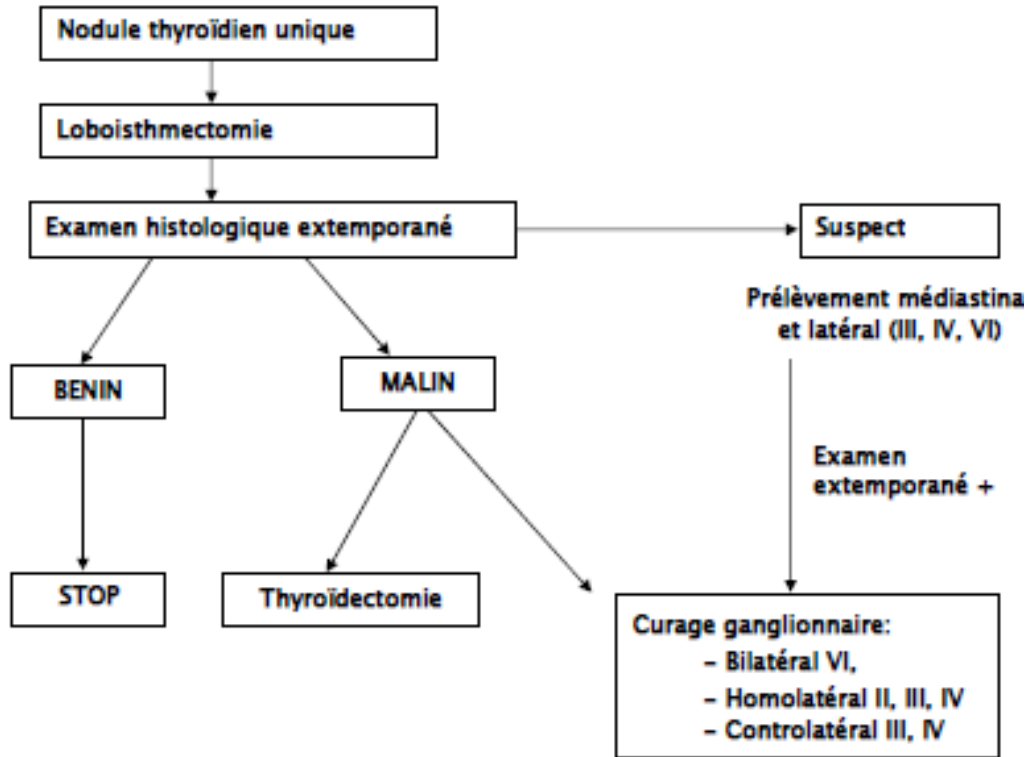 Nodule thyroïdien unique
Loboisthmectomie
Examen histologique extemporané
Suspect
Prélèvement médiastina
et latéral (III, IV, VI)
BENIN
MALIN
Examen
extemporané +
STOP
Thyroïdectomie
Curage ganglionnaire:
– Bilatéral VI,
– Homolatéral II, III, IV
– Controlatéral III, IV